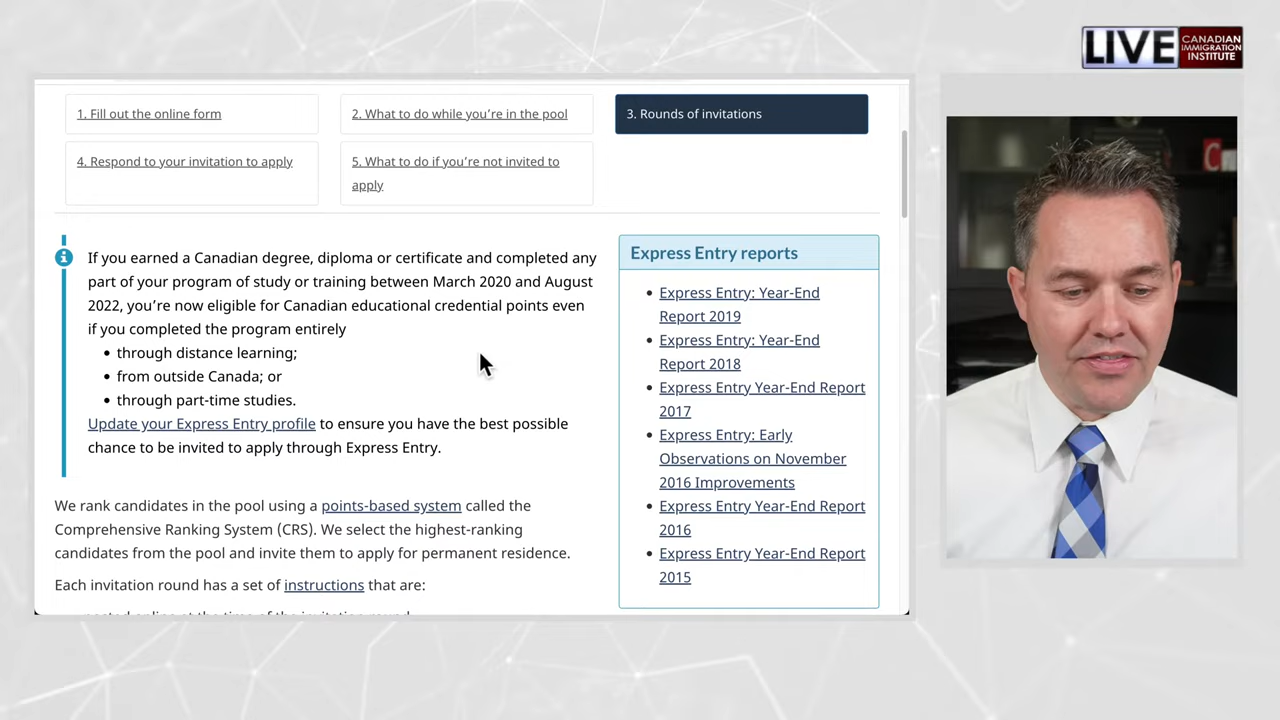 LIVE
CANADIAN
IMMIGRATION
INSTITUTE
1. Fill out the online form
2. What to do while you’re in the pool
3. Rounds of invitations
4. Respond to your invitation to apply
5. What to do if you’re not invited to
apply
If you earned a Canadian degree, diploma or certificate and completed any
part of your program of study or training between March 2020 and August
2022, you’re now eligible for Canadian educational credential points even
if you completed the program entirely
• through distance learning;
• from outside Canada; or
• through part-time studies.
Update your Express Entry profile to ensure you have the best possible
chance to be invited to apply through Express Entry.
We rank candidates in the pool using a points-based system called the
Comprehensive Ranking System (CRS). We select the highest-ranking
candidates from the pool and invite them to apply for permanent residence.
Each invitation round has a set of instructions that are:
posted online at the time of the invitation round
Express Entry reports
• Express Entry: Year-End
Report 2019
• Express Entry: Year-End
Report 2018
• Express Entry Year-End Report
2017
• Express Entry: Early
Observations on November
2016 Improvements
• Express Entry Year-End Report
2016
• Express Entry Year-End Report
2015